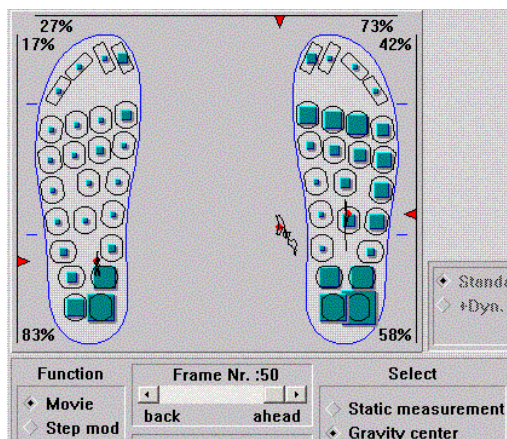 27% 73%
17% 42%
83% 58%
Standa
+Dyn.
Function Frame Nr. :50 Select
Movie back ahead Static measurement
Step mod Gravity center